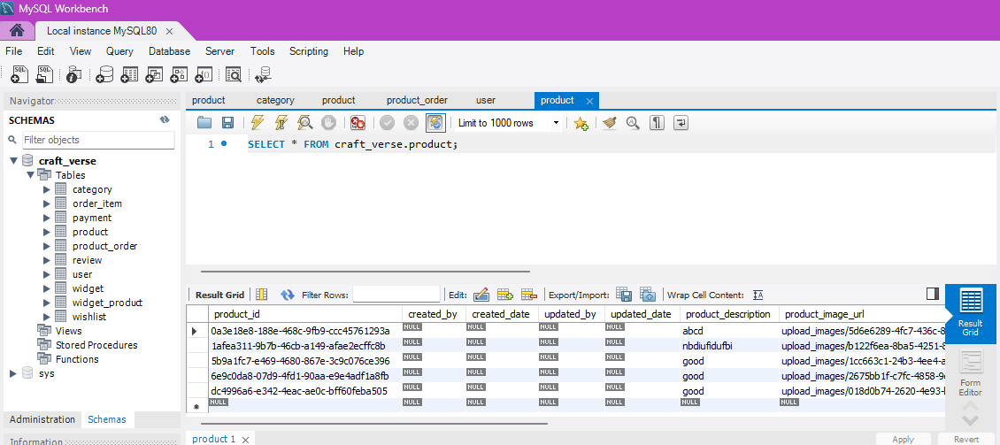 MySQL Workbench
Local instance MySQL80
File Edit View Query Database Server Tools Scripting Help
Navigator
SCHEMAS
Filter objects
craft_verse
Tables
category
order_item
payment
product
product_order
review
user
widget
widget_product
wishlist
Views
Stored Procedures
Functions
sys
Administration Schemas
Information
product category product product_order user product
Limit to 1000 rows
1 SELECT * FROM craft_verse.product;
Result Grid Filter Rows: Edit: Export/Import: Wrap Cell Content:
product_id created_by created_date updated_by updated_date product_description product_image_url
0a3e18e8-188e-468c-9fb9-ccc45761293a NULL NULL NULL NULL abcd upload_images/5d6e6289-4fc7-436c-8
1afea311-9b7b-46cb-a149-afae2ecffc8b NULL NULL NULL NULL nbdiufidufbi upload_images/b122f6ea-8ba5-4251-8
5b9a1fc7-e469-4680-867e-3c9c076ce396 NULL NULL NULL NULL good upload_images/1cc663c1-24b3-4ee4-a
6e9c0da8-07d9-4fd1-90aa-e9e4adf1a8fb NULL NULL NULL NULL good upload_images/2675bb1f-c7fc-4858-9
dc4996a6-e342-4eac-ae0c-bff60feba505 NULL NULL NULL NULL good upload_images/018d0b74-2620-4e93-
NULL NULL NULL NULL NULL NULL NULL
Result
Grid
Form
Editor
product 1
Apply Revert